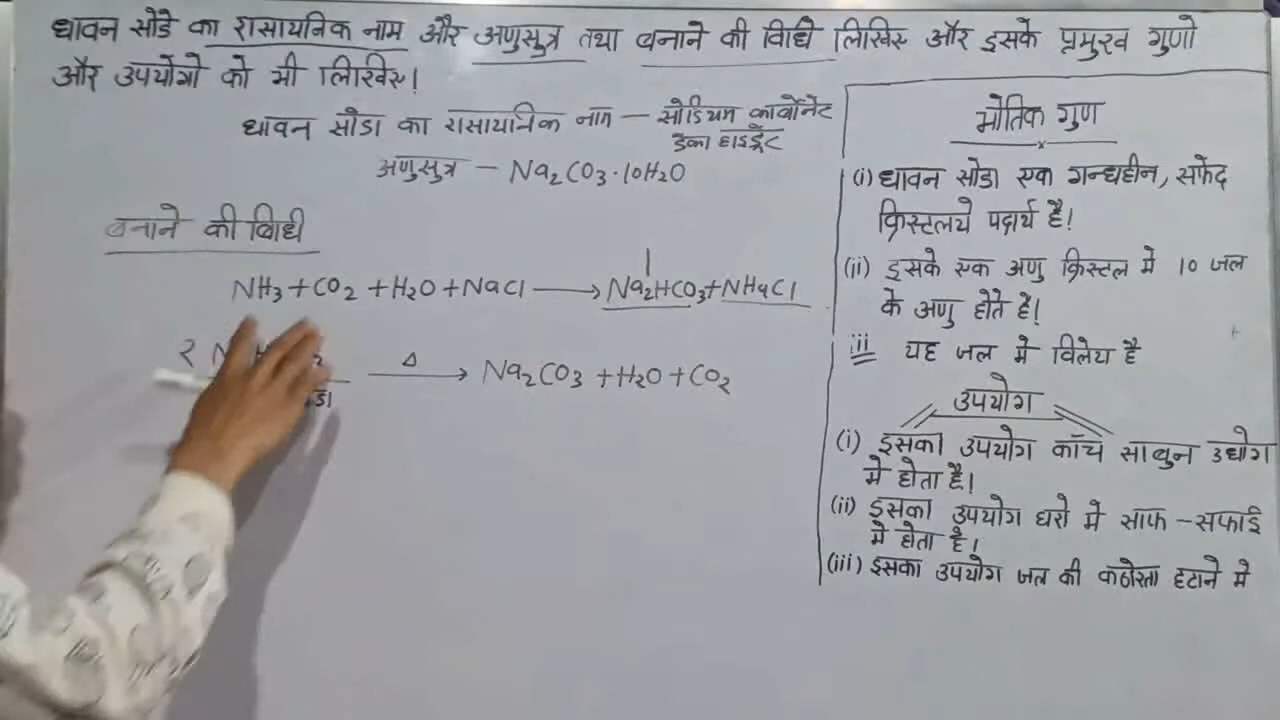 धावन सोडे का रासायनिक नाम और अणुसुत्र तथा बनाने की विधि लिखिए और इसके प्रमुख गुणो
और उपयोगो को भी लिखिए।
धावन सोडा का रासायनिक नाम – सोडियम कार्बोनेट
डेका हाइड्रेट
अणुसुत्र – Na₂CO₃·10H₂O
बनाने की विधी
NH₃+CO₂+H₂O+NaCl → Na₂HCO₃+NH₄Cl
2 Δ → Na₂CO₃+H₂O+CO₂
भौतिक गुण
(i) धावन सोडा एक गन्धहीन, सफेद
क्रिस्टलये पदार्थ है।
(ii) इसके एक अणु क्रिस्टल मे 10 जल
के अणु होते है।
iii यह जल मे विलेय है
उपयोग
(i) इसका उपयोग काँच साबुन उधोग
मे होता है।
(ii) इसका उपयोग घरो मे साफ-सफाई
मे होता है।
(iii) इसका उपयोग जल की कठोरता हटाने मे